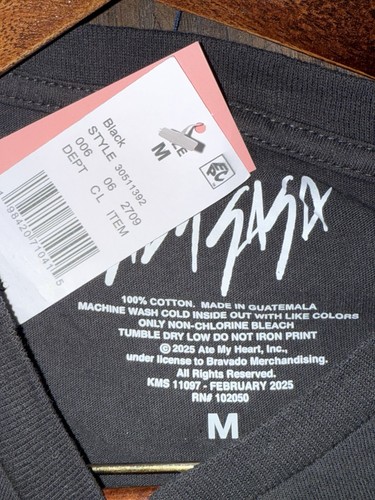 Black
STYLE 30511392
006 06 2709
DEPT CL ITEM
M
GAGA
100% COTTON. MADE IN GUATEMALA
MACHINE WASH COLD INSIDE OUT WITH LIKE COLORS
ONLY NON-CHLORINE BLEACH
TUMBLE DRY LOW DO NOT IRON PRINT
© 2025 Ate My Heart, Inc.,
under license to Bravado Merchandising.
All Rights Reserved.
KMS 11097 - FEBRUARY 2025
RN# 102050
M